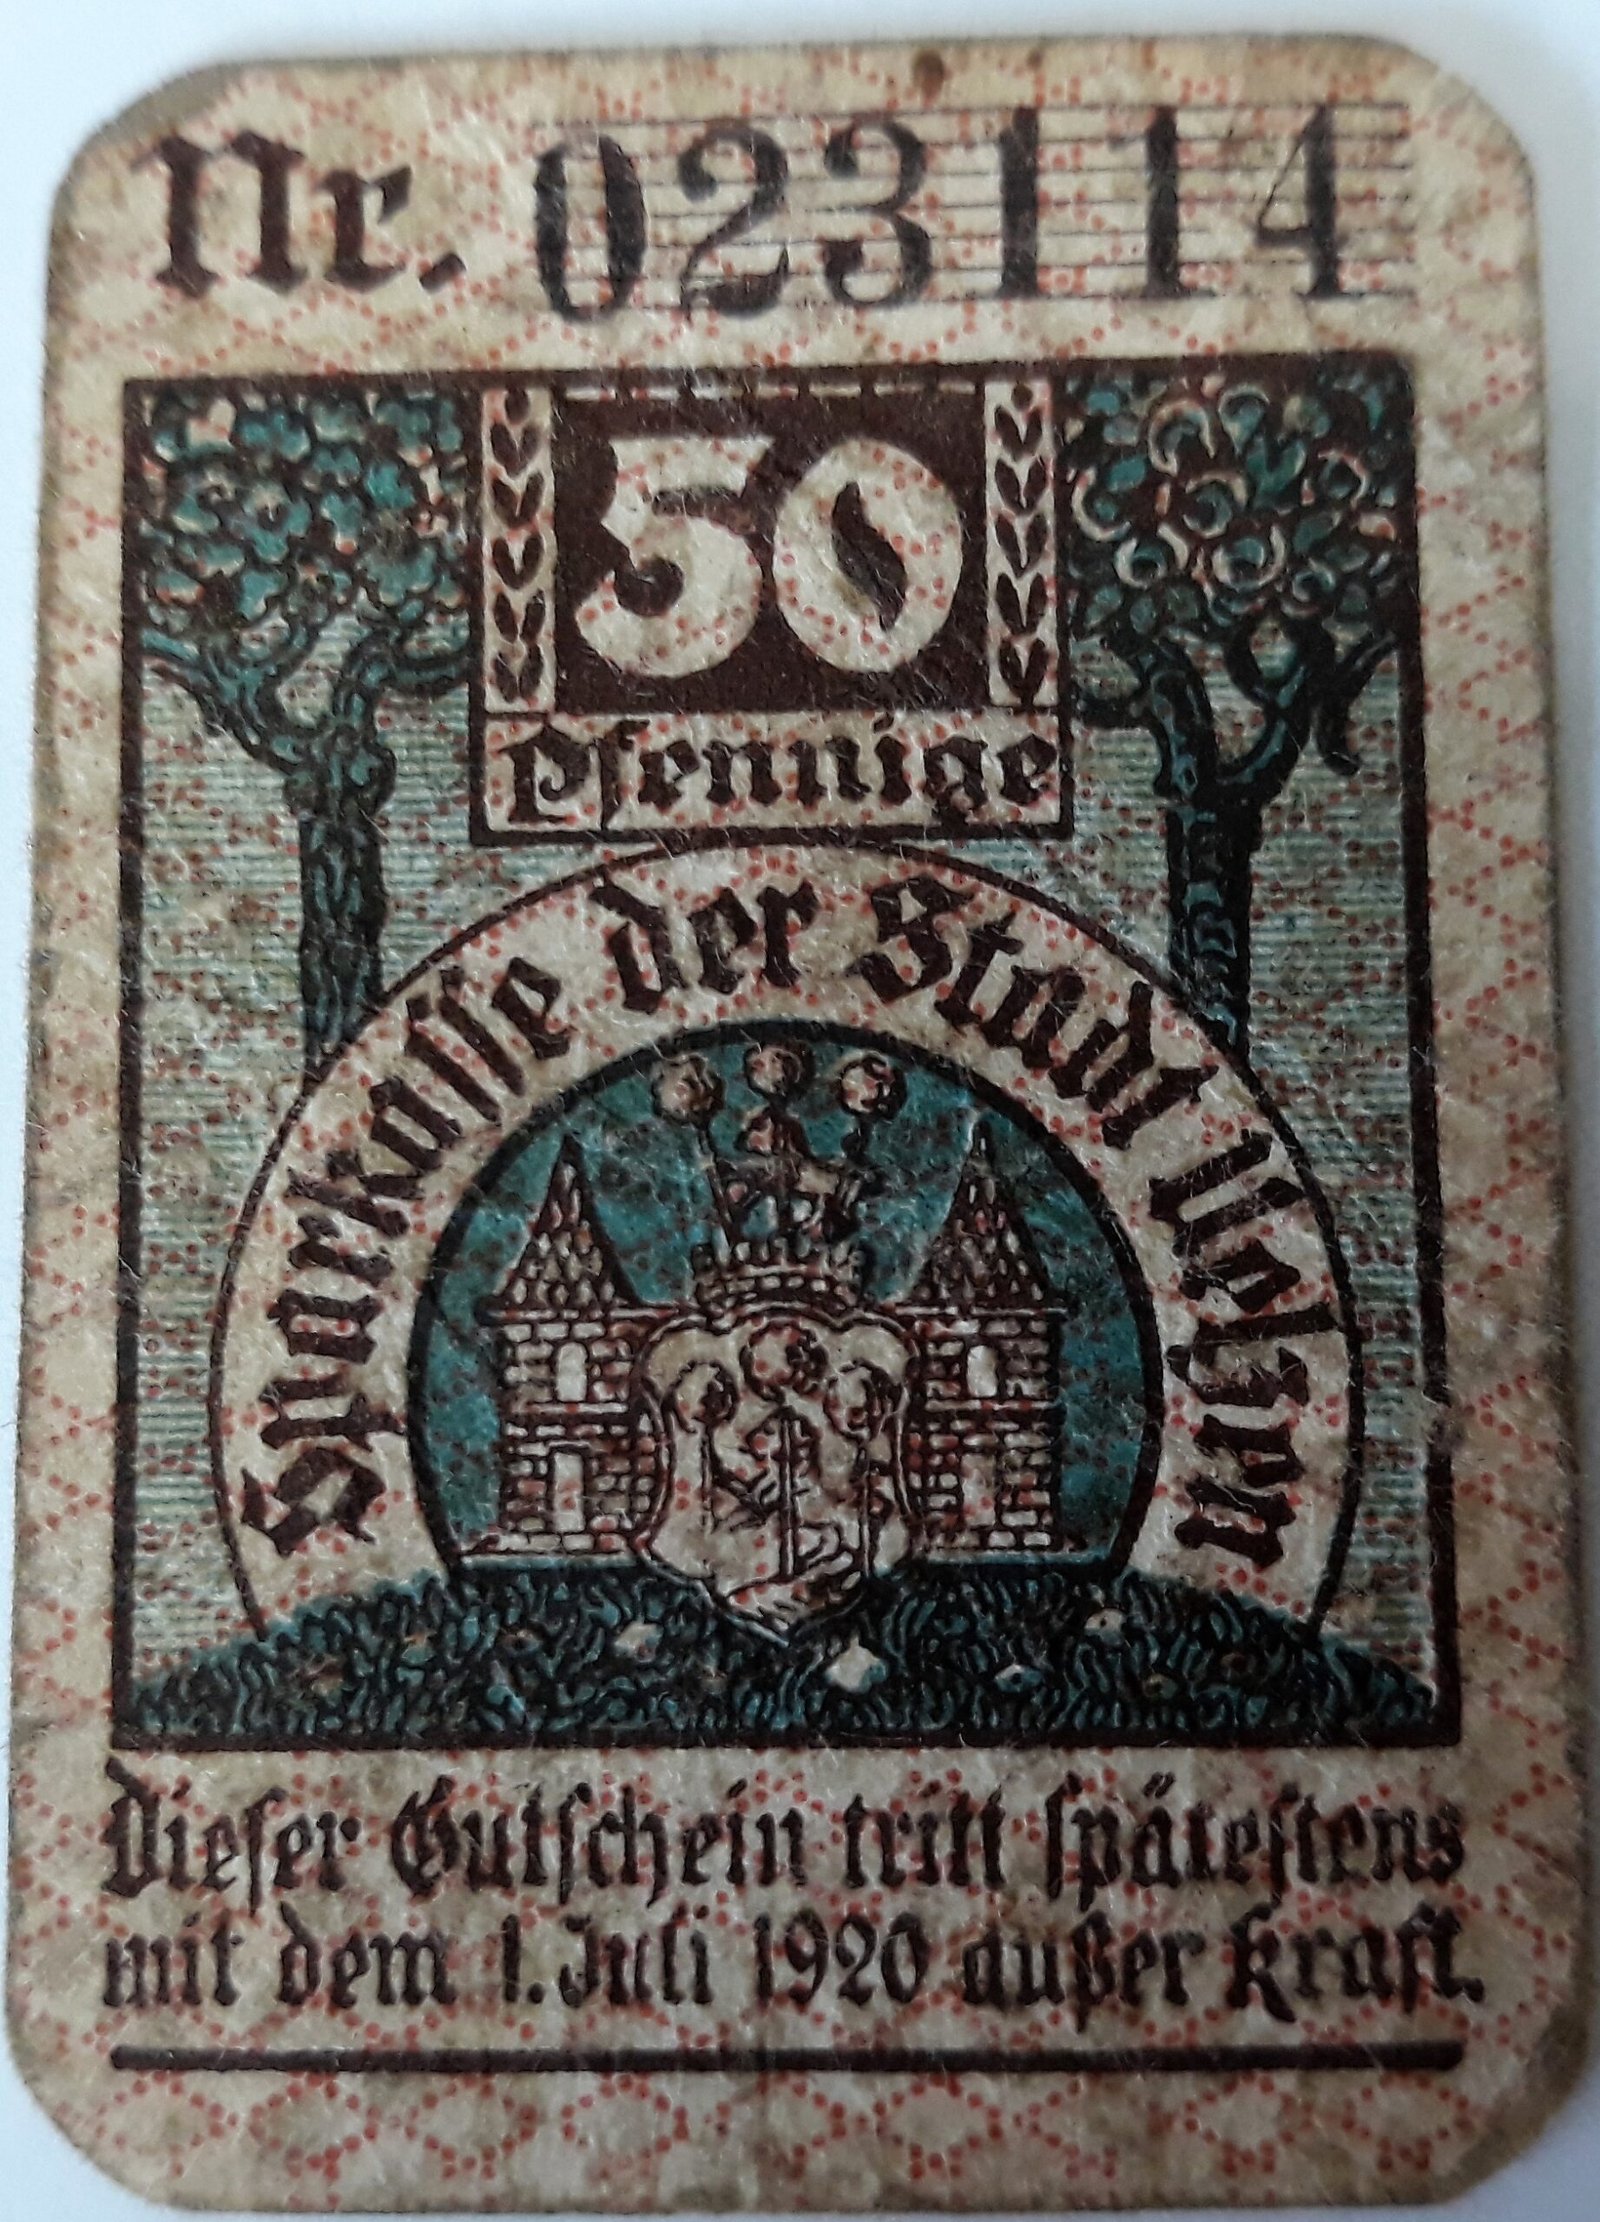 Nr. 023114
50
Pfennige
Sparkasse der Stadt Uelzen
Dieser Gutschein tritt spätestens
mit dem 1. Juli 1920 außer Kraft.